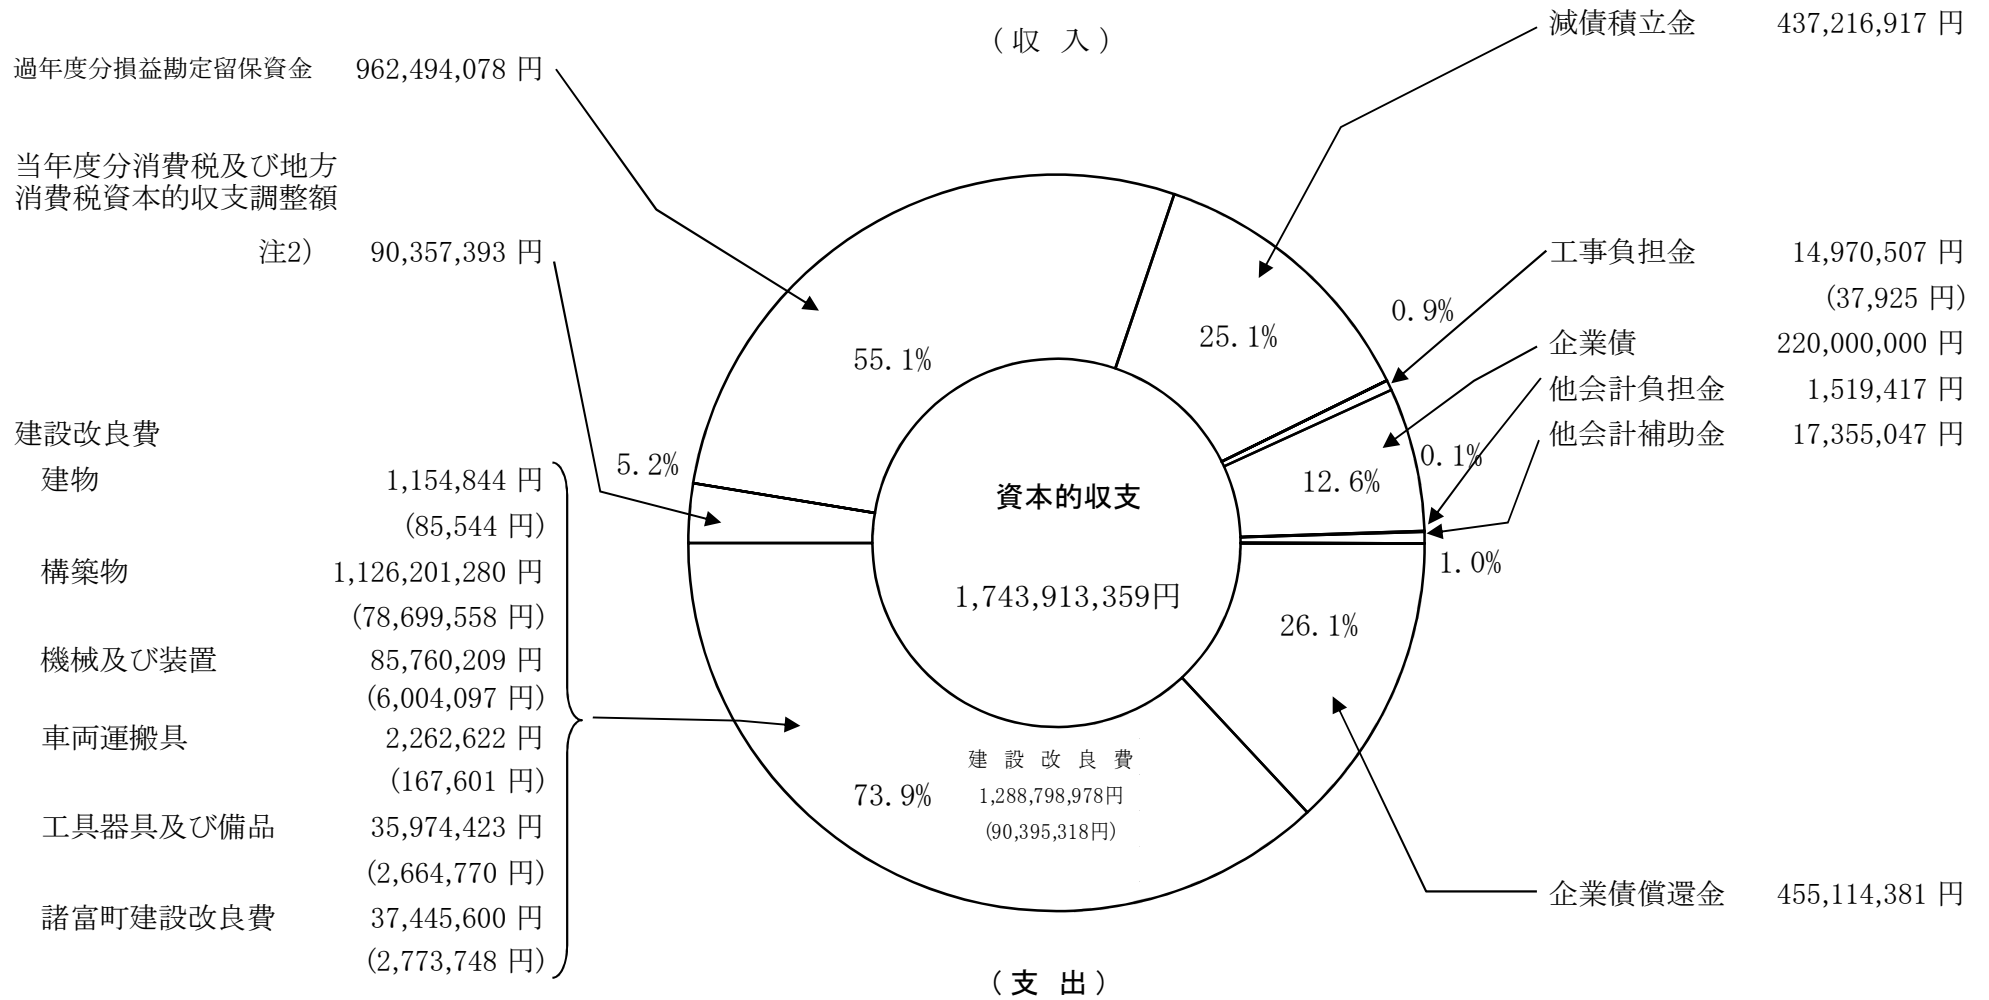 (収 入)
過年度分損益勘定留保資金 962,494,078 円
当年度分消費税及び地方
消費税資本的収支調整額
注2) 90,357,393 円
減債積立金 437,216,917 円
工事負担金 14,970,507 円
(37,925 円)
企業債 220,000,000 円
他会計負担金 1,519,417 円
他会計補助金 17,355,047 円
55.1%
25.1%
0.9%
5.2%
12.6%
0.1%
1.0%
資本的収支
1,743,913,359円
26.1%
73.9%
建 設 改 良 費
1,288,798,978円
(90,395,318円)
建設改良費
建物 1,154,844 円
(85,544 円)
構築物 1,126,201,280 円
(78,699,558 円)
機械及び装置 85,760,209 円
(6,004,097 円)
車両運搬具 2,262,622 円
(167,601 円)
工具器具及び備品 35,974,423 円
(2,664,770 円)
諸富町建設改良費 37,445,600 円
(2,773,748 円)
企業債償還金 455,114,381 円
(支 出)